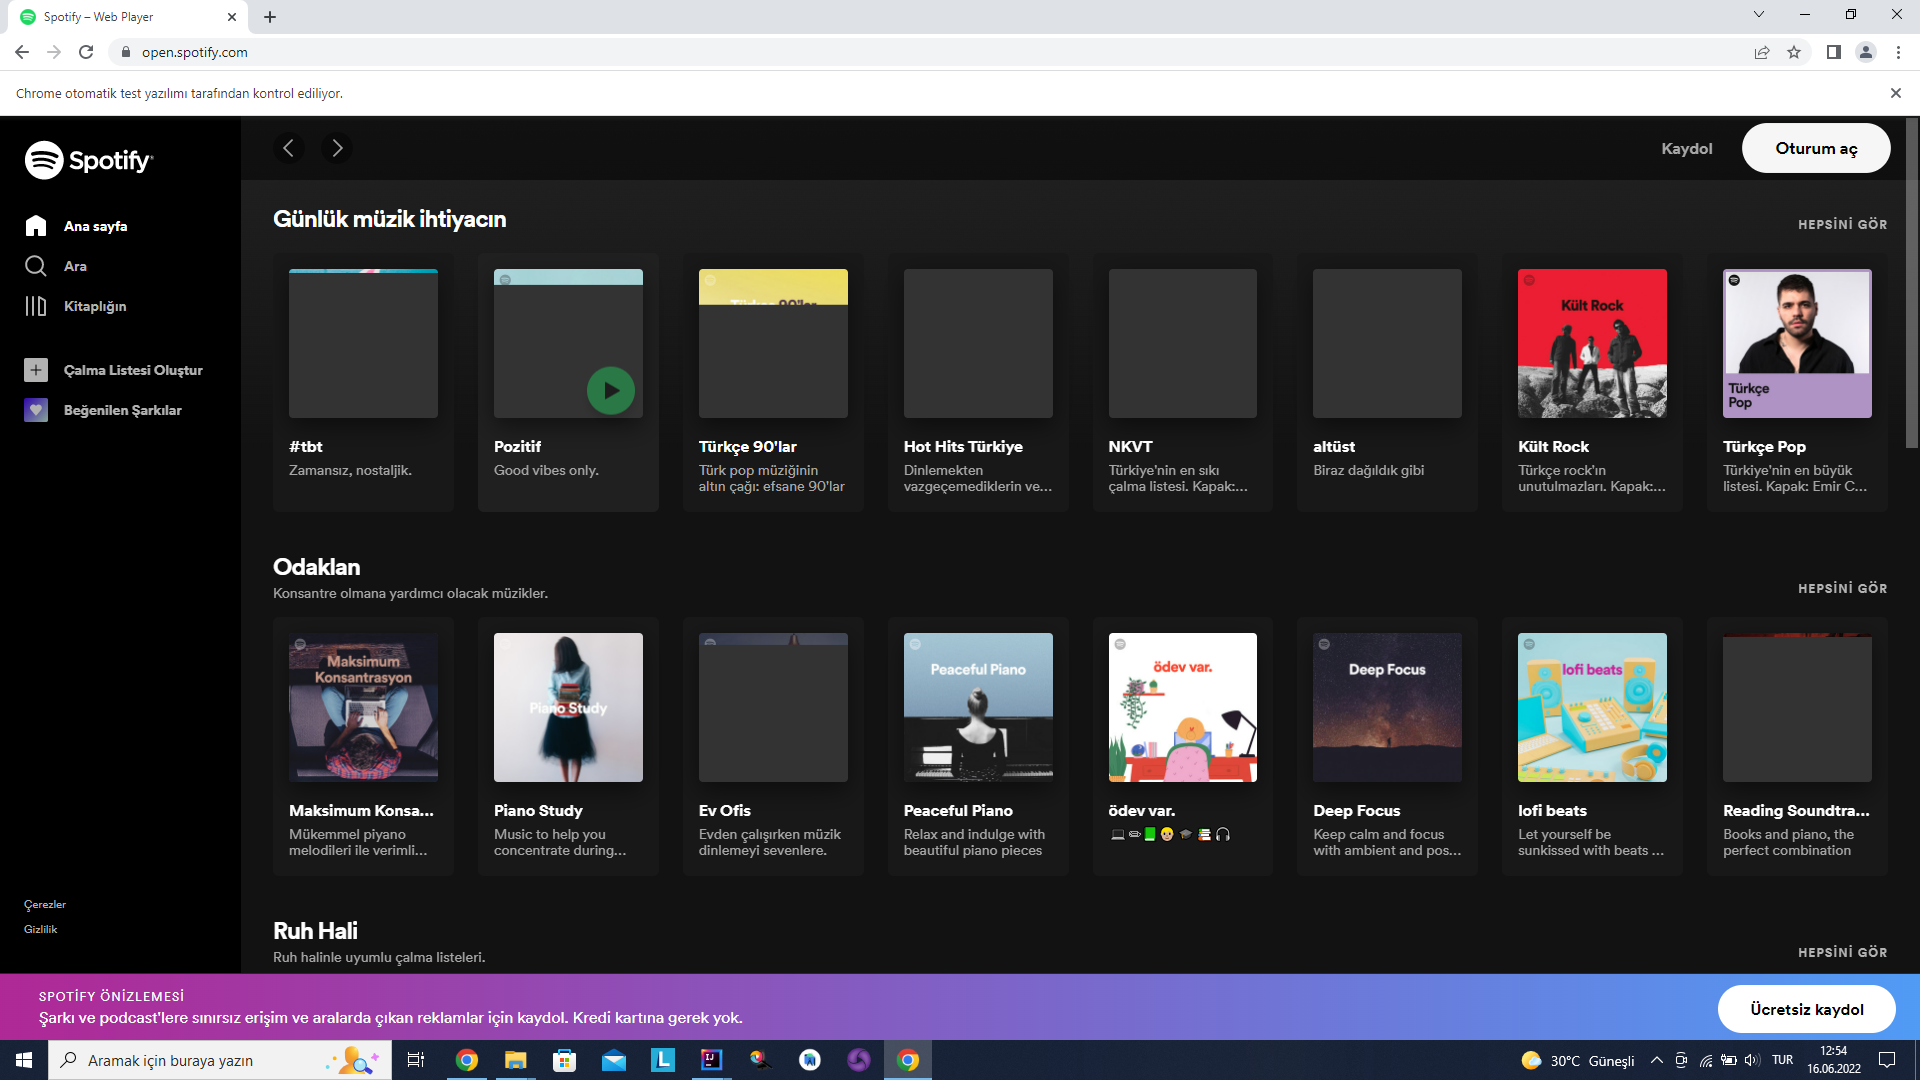 Spotify – Web Player
open.spotify.com
Chrome otomatik test yazılımı tarafından kontrol ediliyor.
Spotify
Kaydol
Oturum aç
Ana sayfa
Ara
Kitaplığın
Çalma Listesi Oluştur
Beğenilen Şarkılar
Çerezler
Gizlilik
Günlük müzik ihtiyacın
HEPSİNİ GÖR
#tbt
Zamansız, nostaljik.
Pozitif
Good vibes only.
Türkçe 90'lar
Türkçe 90'lar
Türk pop müziğinin
altın çağı: efsane 90'lar
Hot Hits Türkiye
Dinlemekten
vazgeçemediklerin ve...
NKVT
Türkiye'nin en sıkı
çalma listesi. Kapak:...
altüst
Biraz dağıldık gibi
Kült Rock
Kült Rock
Türkçe rock'ın
unutulmazları. Kapak:...
Türkçe
Pop
Türkçe Pop
Türkiye'nin en büyük
listesi. Kapak: Emir C...
Odaklan
Konsantre olmana yardımcı olacak müzikler.
HEPSİNİ GÖR
Maksimum
Konsantrasyon
Maksimum Konsa...
Mükemmel piyano
melodileri ile verimli...
Piano Study
Piano Study
Music to help you
concentrate during...
Ev Ofis
Evden çalışırken müzik
dinlemeyi sevenlere.
Peaceful Piano
Peaceful Piano
Relax and indulge with
beautiful piano pieces
ödev var.
ödev var.
Deep Focus
Deep Focus
Keep calm and focus
with ambient and pos...
lofi beats
lofi beats
Let yourself be
sunkissed with beats ...
Reading Soundtra...
Books and piano, the
perfect combination
Ruh Hali
Ruh halinle uyumlu çalma listeleri.
HEPSİNİ GÖR
SPOTİFY ÖNİZLEMESİ
Şarkı ve podcast'lere sınırsız erişim ve aralarda çıkan reklamlar için kaydol. Kredi kartına gerek yok.
Ücretsiz kaydol
Aramak için buraya yazın
L
IJ
30°C Güneşli
TUR
12:54
16.06.2022